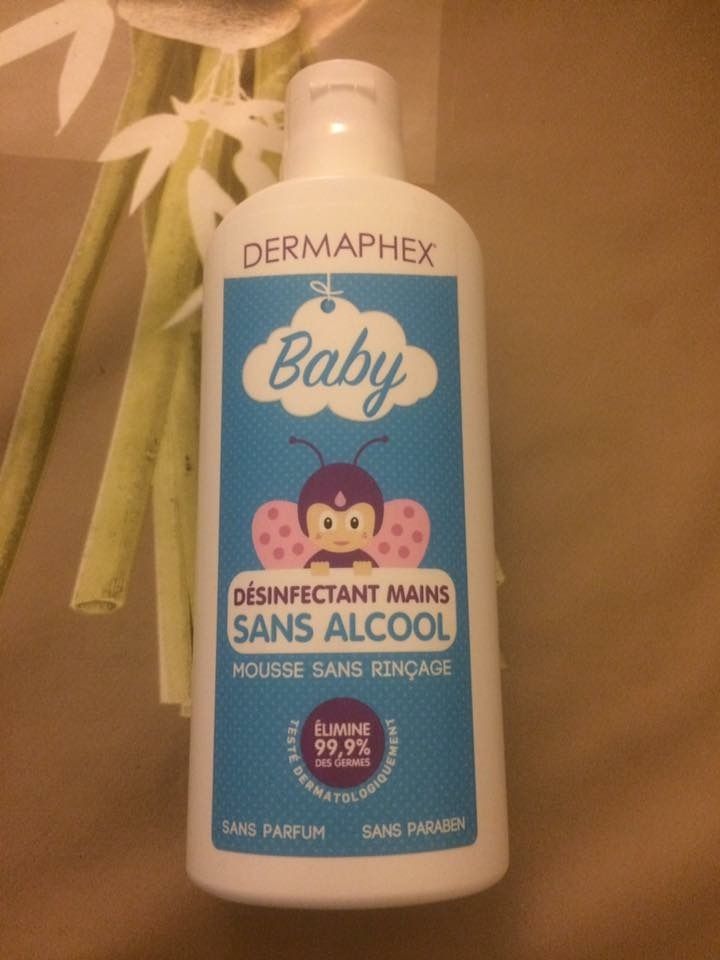 DERMAPHEX®
Baby
DÉSINFECTANT MAINS
SANS ALCOOL
MOUSSE SANS RINÇAGE
ÉLIMINE
99,9%
DES GERMES
TESTÉ DERMATOLOGIQUEMENT
SANS PARFUM SANS PARABEN